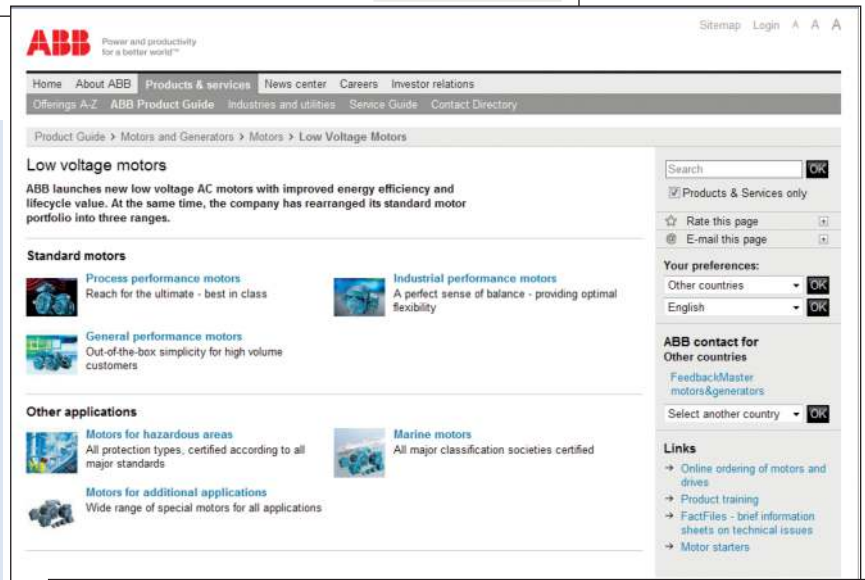 Sitemap Login A A A
ABB
Power and productivity
for a better world™
Home About ABB Products & services News center Careers Investor relations
Offerings A-Z ABB Product Guide Industries and utilities Service Guide Contact Directory
Product Guide > Motors and Generators > Motors > Low Voltage Motors
Low voltage motors
ABB launches new low voltage AC motors with improved energy efficiency and
lifecycle value. At the same time, the company has rearranged its standard motor
portfolio into three ranges.
Standard motors
Process performance motors
Reach for the ultimate - best in class
Industrial performance motors
A perfect sense of balance - providing optimal
flexibility
General performance motors
Out-of-the-box simplicity for high volume
customers
Other applications
Motors for hazardous areas
All protection types, certified according to all
major standards
Marine motors
All major classification societies certified
Motors for additional applications
Wide range of special motors for all applications
Search OK
Products & Services only
Rate this page
E-mail this page
Your preferences:
Other countries OK
English OK
ABB contact for
Other countries
FeedbackMaster
motors&generators
Select another country OK
Links
→ Online ordering of motors and
drives
→ Product training
→ FactFiles - brief information
sheets on technical issues
→ Motor starters